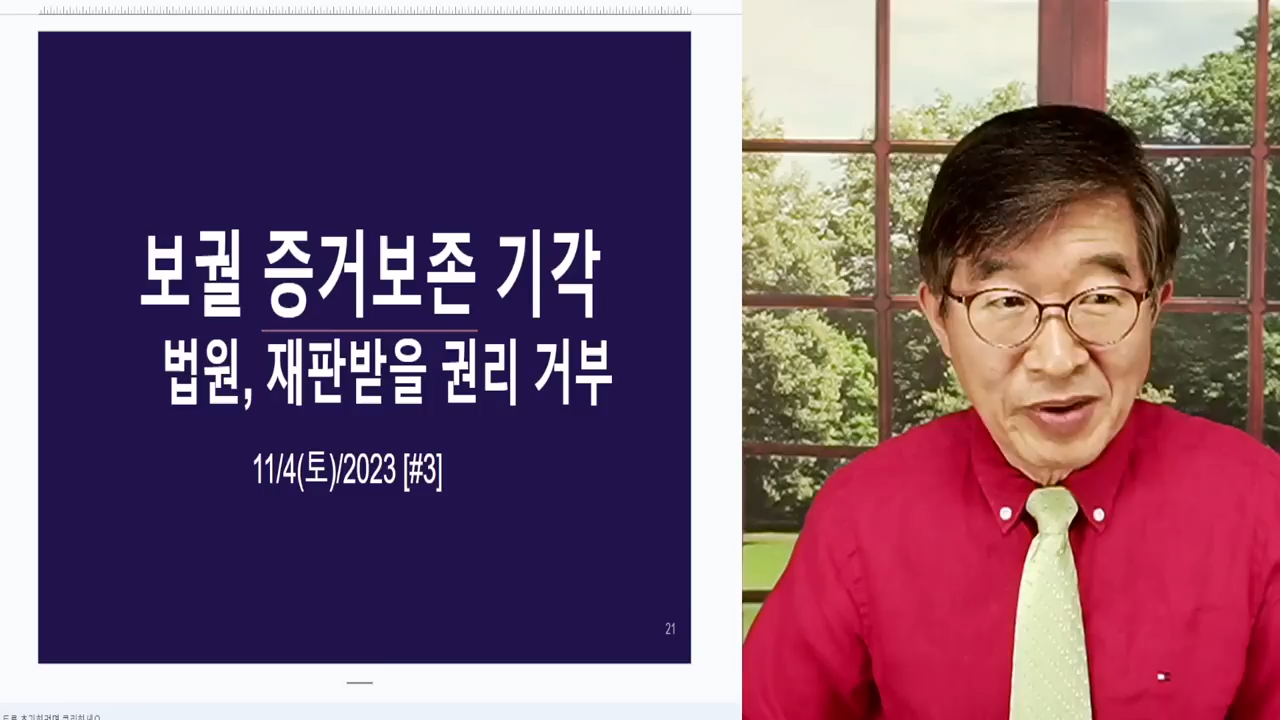 보궐 증거보존 기각
법원, 재판받을 권리 거부
11/4(토)/2023 [#3]
21